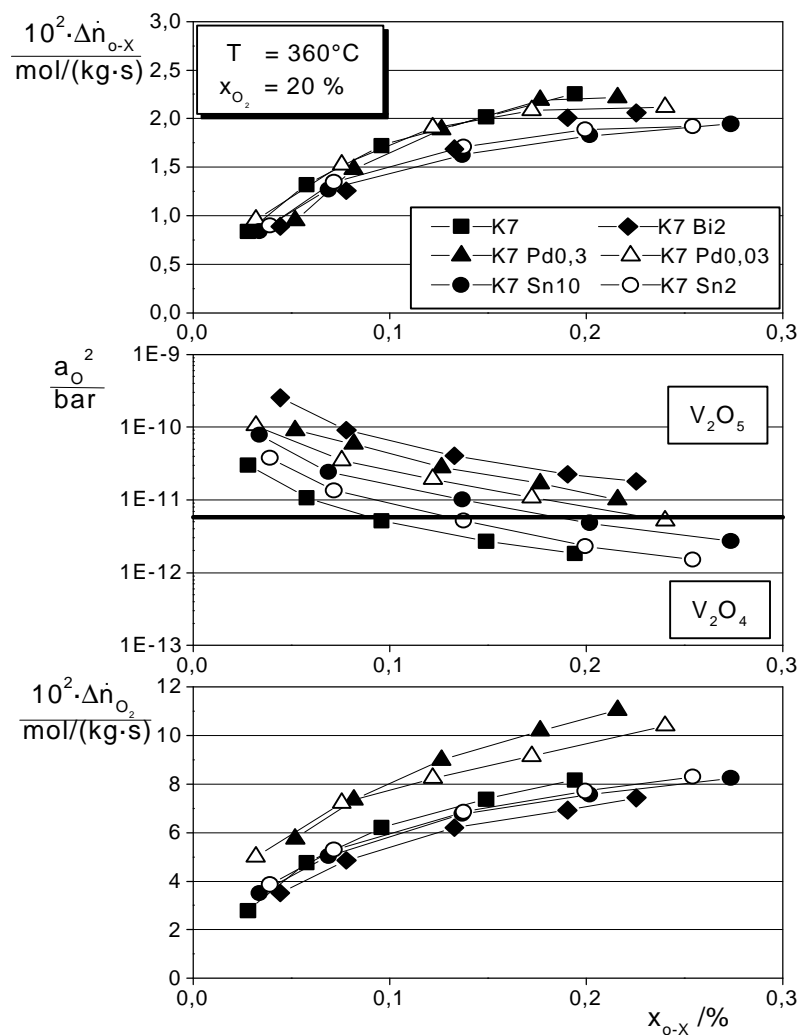 10²·Δṅo-X
mol/(kg·s)
3,0
2,5
2,0
1,5
1,0
0,5
0,0
T = 360°C
xO₂ = 20 %
K7 K7 Bi2
K7 Pd0,3 K7 Pd0,03
K7 Sn10 K7 Sn2
0,0 0,1 0,2 0,3
aO²
bar
1E-9
1E-10
1E-11
1E-12
1E-13
V₂O₅
V₂O₄
0,0 0,1 0,2 0,3
10²·ΔṅO₂
mol/(kg·s)
12
10
8
6
4
2
0
0,0 0,1 0,2 0,3
xo-X /%